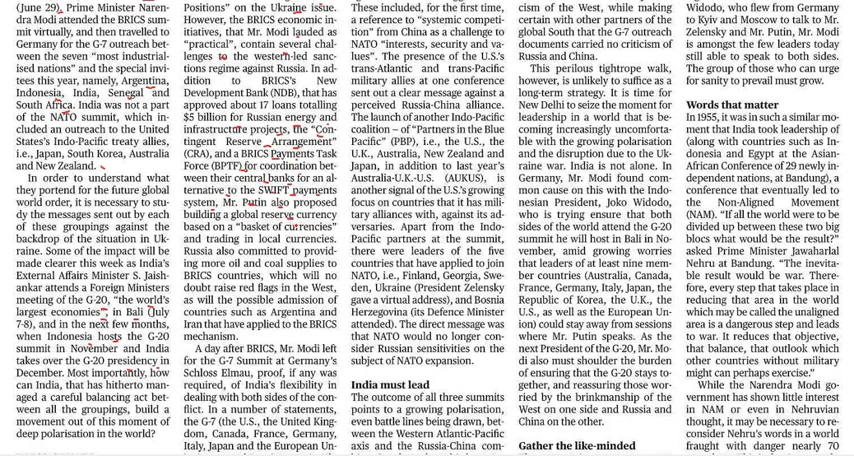 (June 29), Prime Minister Naren-
dra Modi attended the BRICS sum-
mit virtually, and then travelled to
Germany for the G-7 outreach be-
tween the seven "most industrial-
ised nations" and the special invi-
tees this year, namely, Argentina,
Indonesia, India, Senegal and
South Africa. India was not a part
of the NATO summit, which in-
cluded an outreach to the United
States's Indo-Pacific treaty allies,
i.e., Japan, South Korea, Australia
and New Zealand.
In order to understand what
they portend for the future global
world order, it is necessary to stu-
dy the messages sent out by each
of these groupings against the
backdrop of the situation in Uk-
raine. Some of the impact will be
made clearer this week as India's
External Affairs Minister S. Jaish-
ankar attends a Foreign Ministers
meeting of the G-20, "the world's
largest economies", in Bali (July
7-8), and in the next few months,
when Indonesia hosts the G-20
summit in November and India
takes over the G-20 presidency in
December. Most importantly, how
can India, that has hitherto man-
aged a careful balancing act bet-
ween all the groupings, build a
movement out of this moment of
deep polarisation in the world?
Positions" on the Ukraine issue.
However, the BRICS economic in-
itiatives, that Mr. Modi lauded as
"practical", contain several chal-
lenges to the western-led sanc-
tions regime against Russia. In ad-
dition to BRICS's New
Development Bank (NDB), that has
approved about 17 loans totalling
$5 billion for Russian energy and
infrastructure projects, the "Con-
tingent Reserve Arrangement"
(CRA), and a BRICS Payments Task
Force (BPTF) for coordination bet-
ween their central banks for an al-
ternative to the SWIFT payments
system, Mr. Putin also proposed
building a global reserve currency
based on a "basket of currencies"
and trading in local currencies.
Russia also committed to provid-
ing more oil and coal supplies to
BRICS countries, which will no
doubt raise red flags in the West,
as will the possible admission of
countries such as Argentina and
Iran that have applied to the BRICS
mechanism.
A day after BRICS, Mr. Modi left
for the G-7 Summit at Germany's
Schloss Elmau, proof, if any was
required, of India's flexibility in
dealing with both sides of the con-
flict. In a number of statements,
the G-7 (the U.S., the United King-
dom, Canada, France, Germany,
Italy, Japan and the European Un-
These included, for the first time,
a reference to "systemic competi-
tion" from China as a challenge to
NATO "interests, security and va-
lues". The presence of the U.S.'s
trans-Atlantic and trans-Pacific
military allies at one conference
sent out a clear message against a
perceived Russia-China alliance.
The launch of another Indo-Pacific
coalition – of "Partners in the Blue
Pacific" (PBP), i.e., the U.S., the
U.K., Australia, New Zealand and
Japan, in addition to last year's
Australia-U.K.-U.S. (AUKUS), is
another signal of the U.S.'s growing
focus on countries that it has mili-
tary alliances with, against its ad-
versaries. Apart from the Indo-
Pacific partners at the summit,
there were leaders of the five
countries that have applied to join
NATO, i.e., Finland, Georgia, Swe-
den, Ukraine (President Zelensky
gave a virtual address), and Bosnia
Herzegovina (its Defence Minister
attended). The direct message was
that NATO would no longer con-
sider Russian sensitivities on the
subject of NATO expansion.
India must lead
The outcome of all three summits
points to a growing polarisation,
even battle lines being drawn, bet-
ween the Western Atlantic-Pacific
axis and the Russia-China com-
cism of the West, while making
certain with other partners of the
global South that the G-7 outreach
documents carried no criticism of
Russia and China.
This perilous tightrope walk,
however, is unlikely to suffice as a
long-term strategy. It is time for
New Delhi to seize the moment for
leadership in a world that is be-
coming increasingly uncomforta-
ble with the growing polarisation
and the disruption due to the Uk-
raine war. India is not alone. In
Germany, Mr. Modi found com-
mon cause on this with the Indo-
nesian President, Joko Widodo,
who is trying ensure that both
sides of the world attend the G-20
summit he will host in Bali in No-
vember, amid growing worries
that leaders of at least nine mem-
ber countries (Australia, Canada,
France, Germany, Italy, Japan, the
Republic of Korea, the U.K., the
U.S., as well as the European Un-
ion) could stay away from sessions
where Mr. Putin speaks. As the
next President of the G-20, Mr. Mo-
di also must shoulder the burden
of ensuring that the G-20 stays to-
gether, and reassuring those wor-
ried by the brinkmanship of the
West on one side and Russia and
China on the other.
Gather the like-minded
Widodo, who flew from Germany
to Kyiv and Moscow to talk to Mr.
Zelensky and Mr. Putin, Mr. Modi
is amongst the few leaders today
still able to speak to both sides.
The group of those who can urge
for sanity to prevail must grow.
Words that matter
In 1955, it was in such a similar mo-
ment that India took leadership of
(along with countries such as In-
donesia and Egypt at the Asian-
African Conference of 29 newly in-
dependent nations, at Bandung), a
conference that eventually led to
the Non-Aligned Movement
(NAM). "If all the world were to be
divided up between these two big
blocs what would be the result?"
asked Prime Minister Jawaharlal
Nehru at Bandung. "The inevita-
ble result would be war. There-
fore, every step that takes place in
reducing that area in the world
which may be called the unaligned
area is a dangerous step and leads
to war. It reduces that objective,
that balance, that outlook which
other countries without military
might can perhaps exercise."
While the Narendra Modi go-
vernment has shown little interest
in NAM or even in Nehruvian
thought, it may be necessary to re-
consider Nehru's words in a world
fraught with danger nearly 70